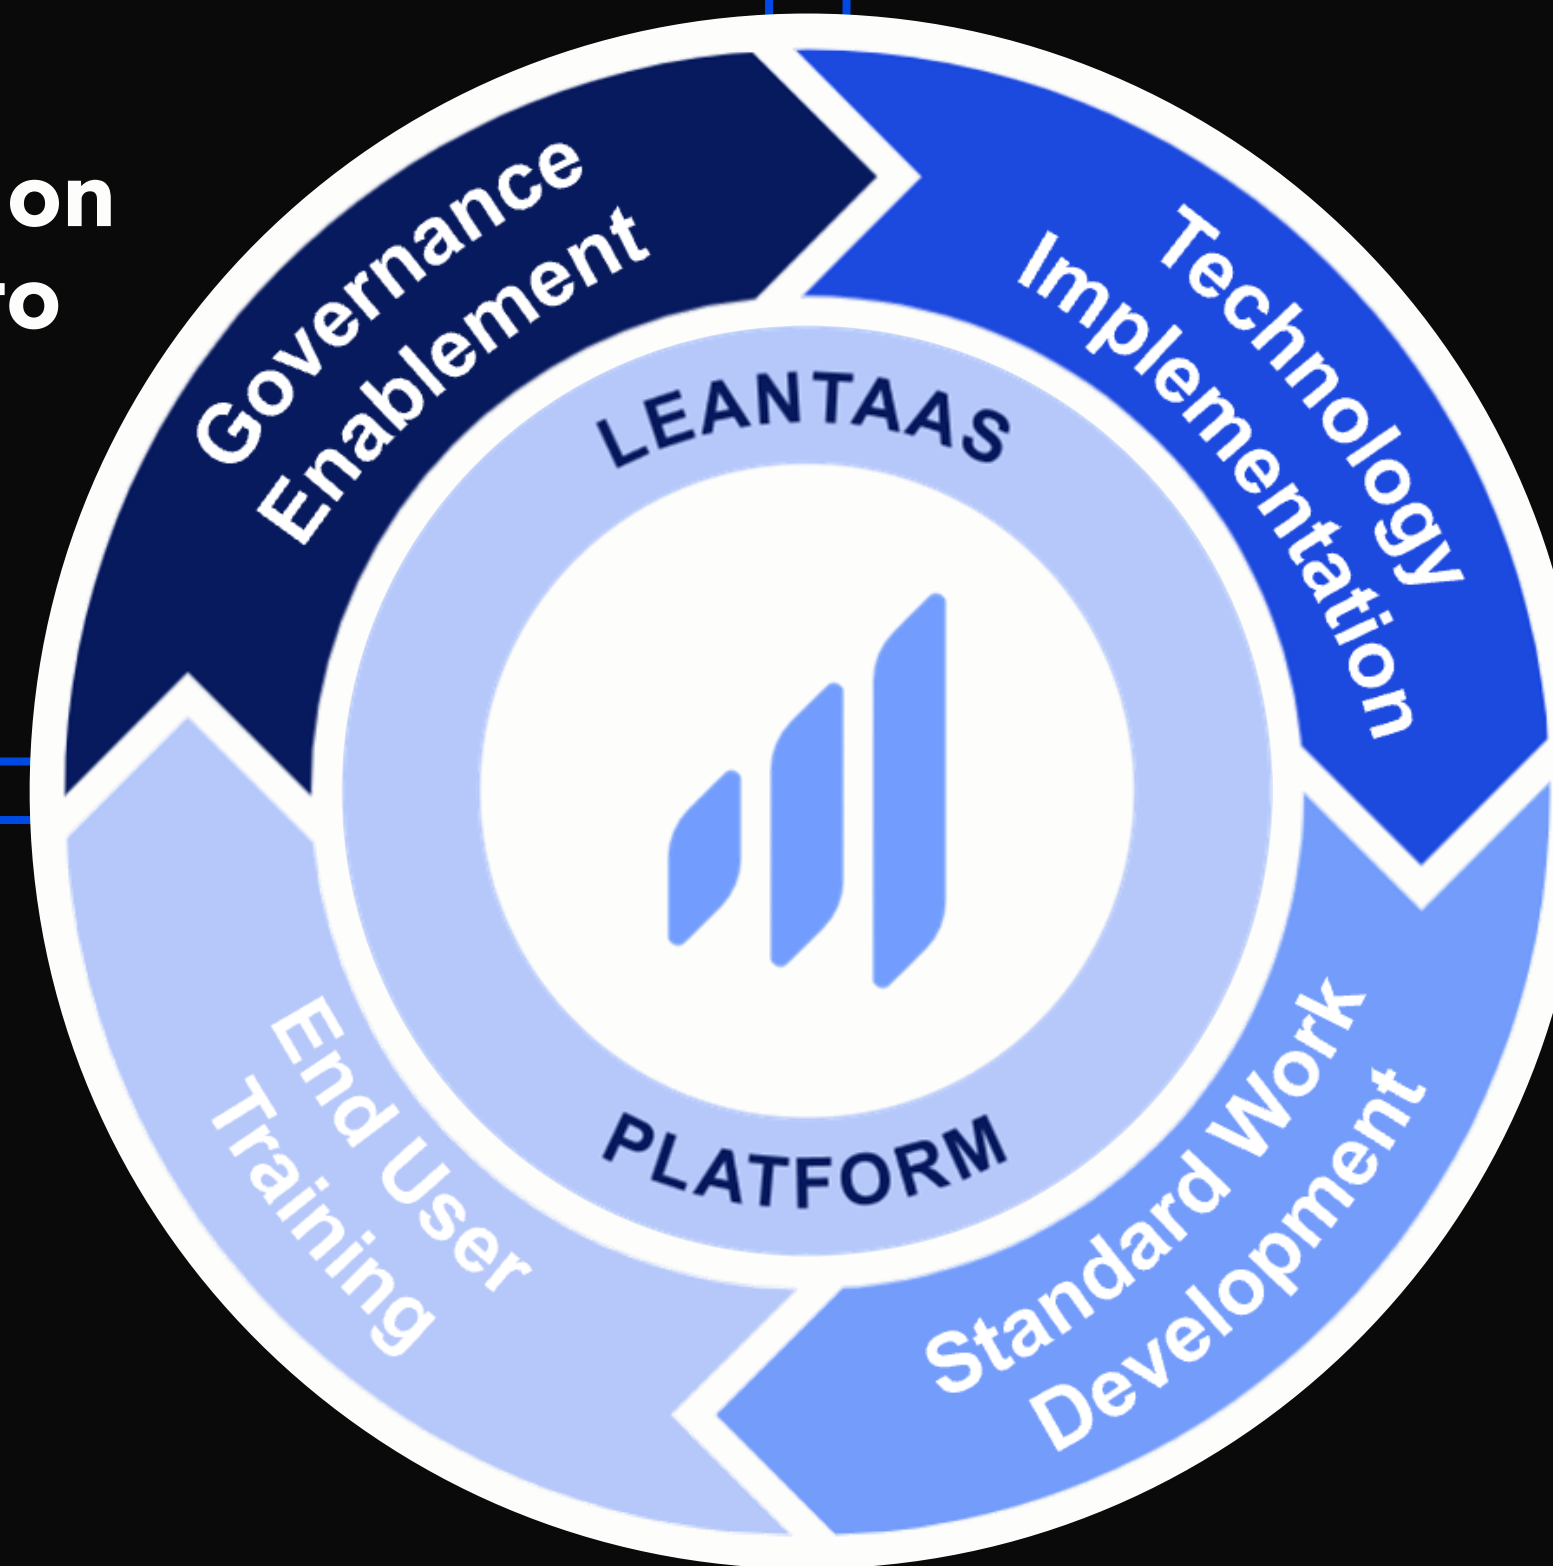 on
Governance
Enablement
Technology
Implementation
LEANTAAS
PLATFORM
End User
Training
Standard Work
Development